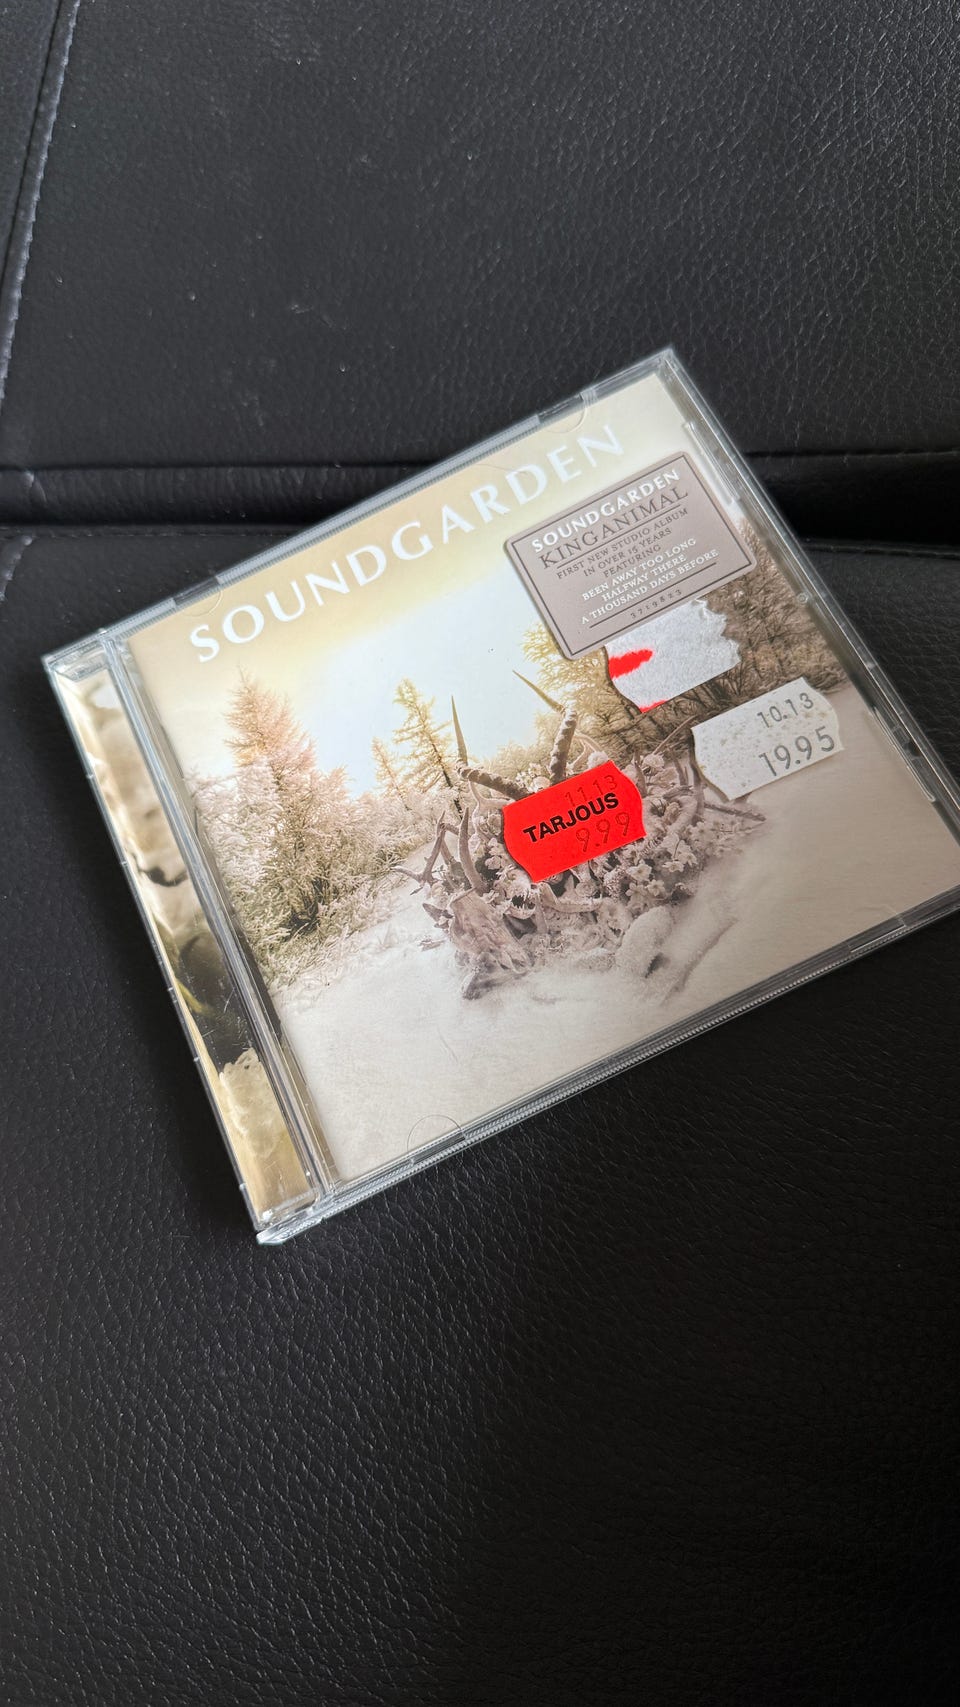 SOUNDGARDEN
SOUNDGARDEN
KING ANIMAL
FIRST NEW STUDIO ALBUM
IN OVER 15 YEARS
FEATURING
BEEN AWAY TOO LONG
HALFWAY THERE
A THOUSAND DAYS BEFORE
3719823
10.13
19.95
11.13
TARJOUS
9.99